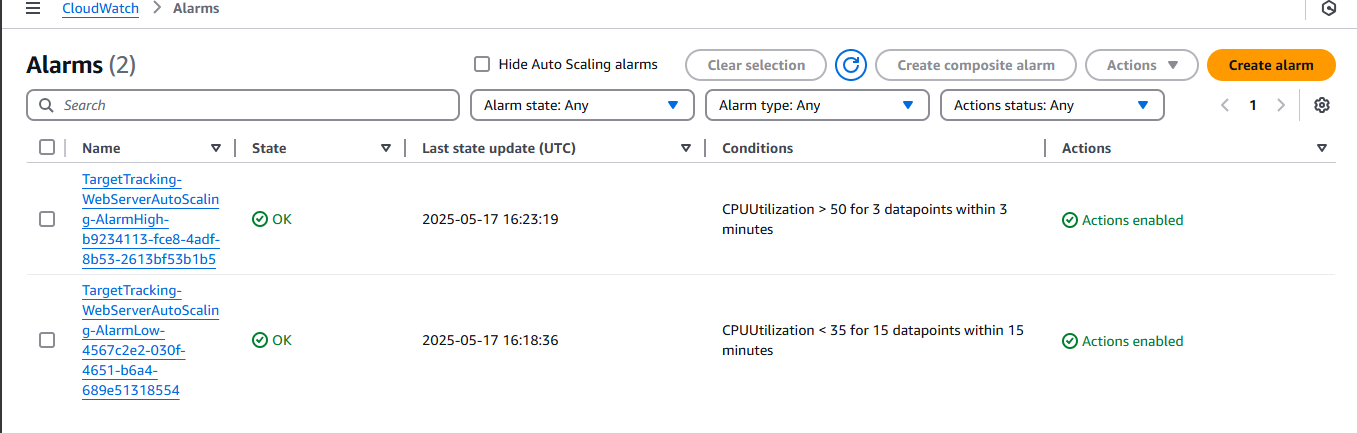 CloudWatch > Alarms
Alarms (2)
Hide Auto Scaling alarms
Clear selection
Create composite alarm
Actions
Create alarm
Search
Alarm state: Any
Alarm type: Any
Actions status: Any
1
Name
State
Last state update (UTC)
Conditions
Actions
TargetTracking-
WebServerAutoScalin
g-AlarmHigh-
b9234113-fce8-4adf-
8b53-2613bf53b1b5
OK
2025-05-17 16:23:19
CPUUtilization > 50 for 3 datapoints within 3
minutes
Actions enabled
TargetTracking-
WebServerAutoScalin
g-AlarmLow-
4567c2e2-030f-
4651-b6a4-
689e51318554
OK
2025-05-17 16:18:36
CPUUtilization < 35 for 15 datapoints within 15
minutes
Actions enabled